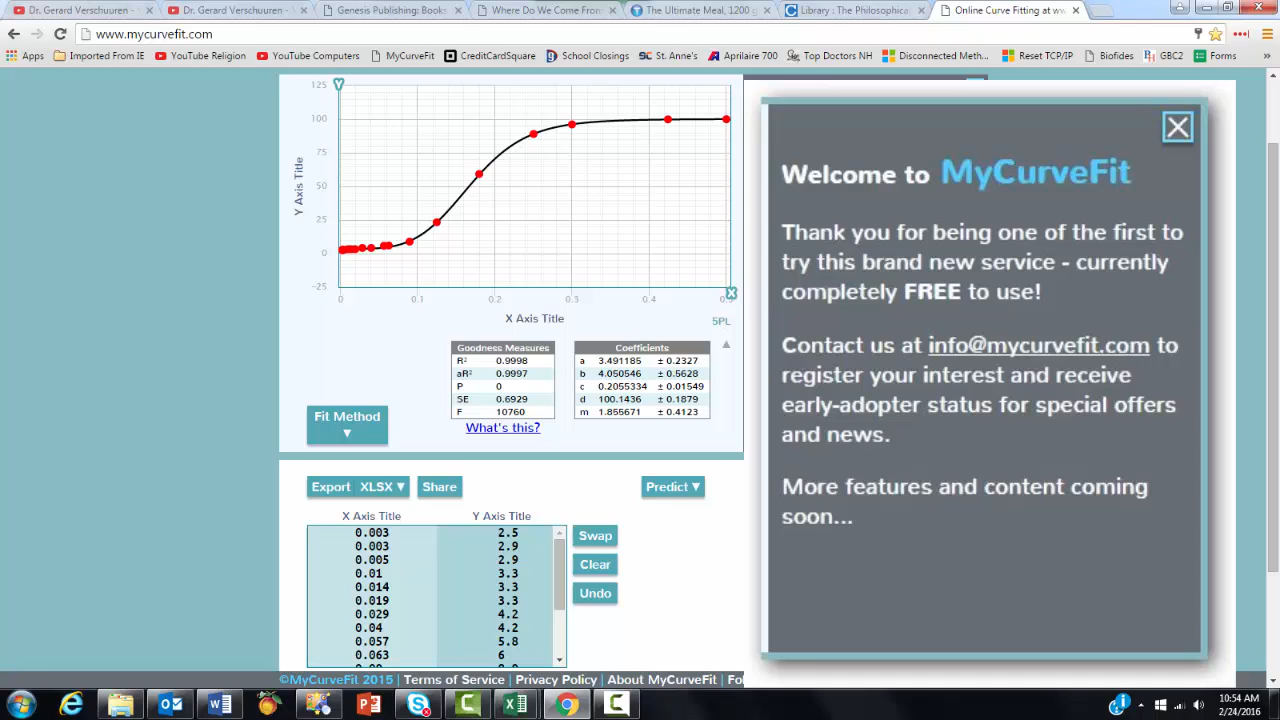 Dr. Gerard Verschuuren -
Dr. Gerard Verschuuren -
Genesis Publishing: Books
Where Do We Come From
The Ultimate Meal, 1200 g
Library : The Philosophica
Online Curve Fitting at ww
www.mycurvefit.com
Apps
Imported From IE
YouTube Religion
YouTube Computers
MyCurveFit
CreditCardSquare
School Closings
St. Anne's
Aprilaire 700
Top Doctors NH
Disconnected Meth...
Reset TCP/IP
Biofides
GBC2
Forms
»
Y
125
100
75
50
25
0
-25
Y Axis Title
0
0.1
0.2
0.3
0.4
X
X Axis Title
5PL
Goodness Measures
R² 0.9998
aR² 0.9997
P 0
SE 0.6929
F 10760
What's this?
Coefficients
a 3.491185 ± 0.2327
b 4.050546 ± 0.5628
c 0.2055334 ± 0.01549
d 100.1436 ± 0.1879
m 1.855671 ± 0.4123
Fit Method
Export XLSX
Share
Predict
X Axis Title Y Axis Title
0.003 2.5
0.003 2.9
0.005 2.9
0.01 3.3
0.014 3.3
0.019 3.3
0.029 4.2
0.04 4.2
0.057 5.8
0.063 6
Swap
Clear
Undo
©MyCurveFit 2015 | Terms of Service | Privacy Policy | About MyCurveFit | Fo
Welcome to MyCurveFit
Thank you for being one of the first to
try this brand new service - currently
completely FREE to use!
Contact us at info@mycurvefit.com to
register your interest and receive
early-adopter status for special offers
and news.
More features and content coming
soon...
10:54 AM
2/24/2016